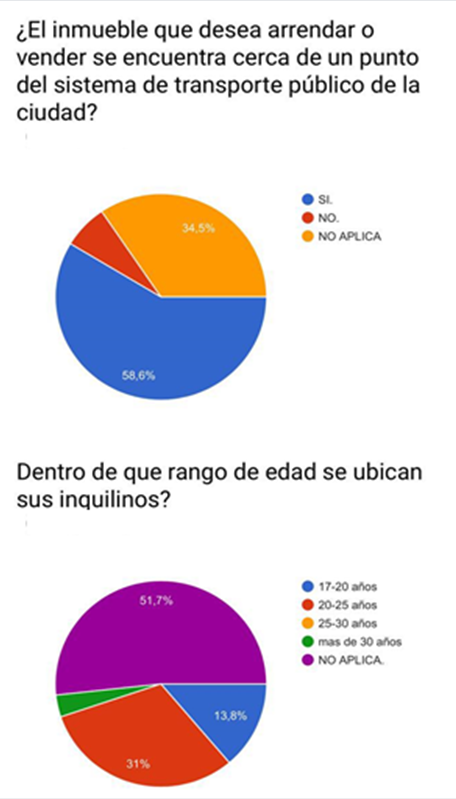 ¿El inmueble que desea arrendar o
vender se encuentra cerca de un punto
del sistema de transporte público de la
ciudad?
SI.
NO.
NO APLICA
34,5%
58,6%
Dentro de que rango de edad se ubican
sus inquilinos?
17-20 años
20-25 años
25-30 años
mas de 30 años
NO APLICA.
51,7%
13,8%
31%